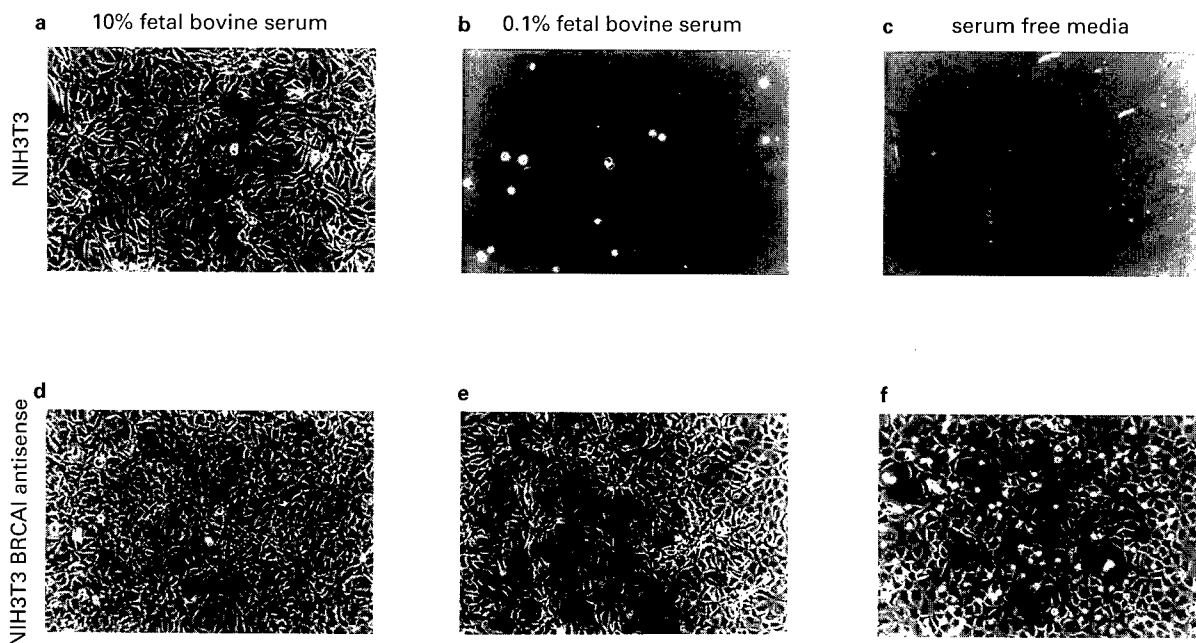 a 10% fetal bovine serum
b 0.1% fetal bovine serum
c serum free media
NIH3T3
d
e
f
NIH3T3 BRCAI antisense